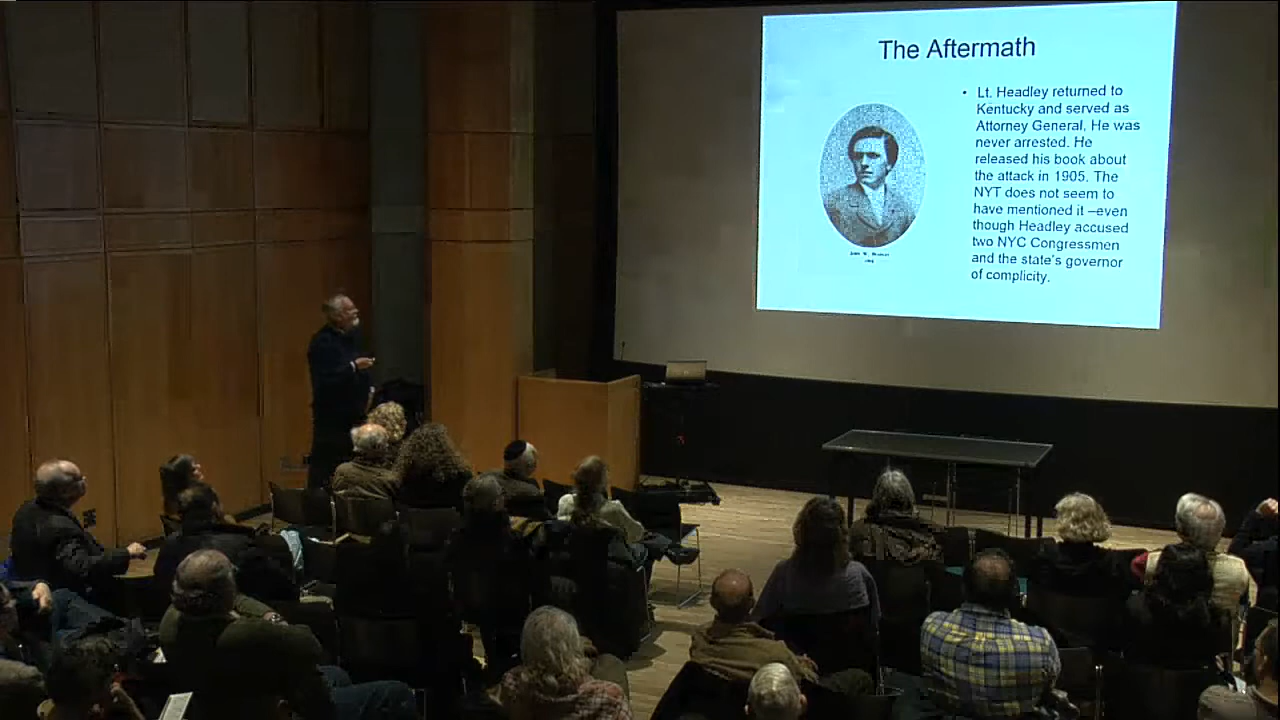 The Aftermath
• Lt. Headley returned to
Kentucky and served as
Attorney General. He was
never arrested. He
released his book about
the attack in 1905. The
NYT does not seem to
have mentioned it –even
though Headley accused
two NYC Congressmen
and the state's governor
of complicity.